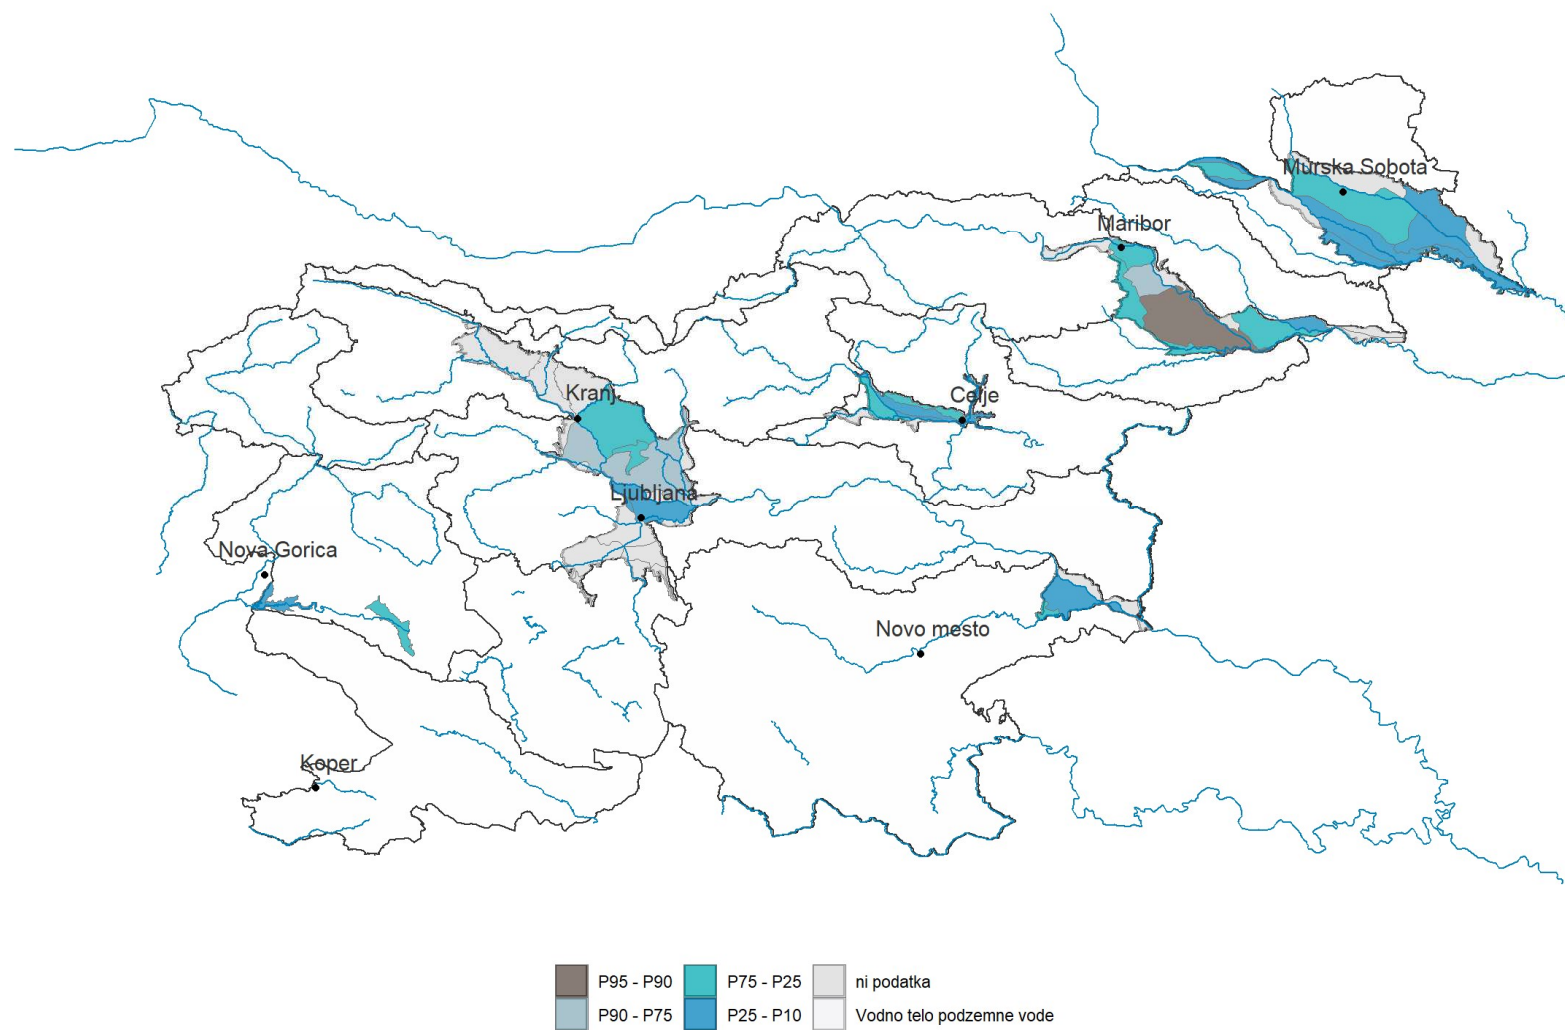 Murska Sobota
Maribor
Kranj
Celje
Ljubljana
Nova Gorica
Novo mesto
Koper
P95 - P90
P75 - P25
ni podatka
P90 - P75
P25 - P10
Vodno telo podzemne vode